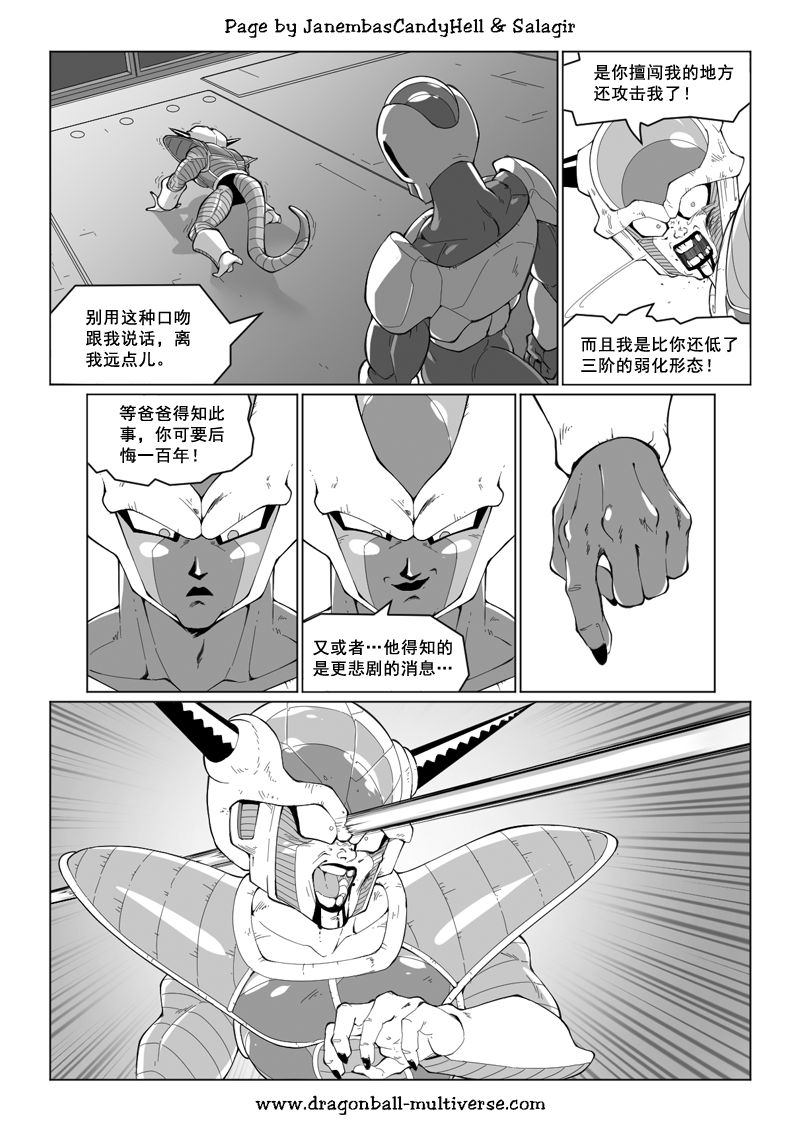 Page by JanembasCandyHell & Salagir
别用这种口吻
跟我说话，离
我远点儿。
是你擅闯我的地方
还攻击我了！
而且我是比你还低了
三阶的弱化形态！
等爸爸得知此
事，你可要后
悔一百年！
又或者…他得知的
是更悲剧的消息…
www.dragonball-multiverse.com